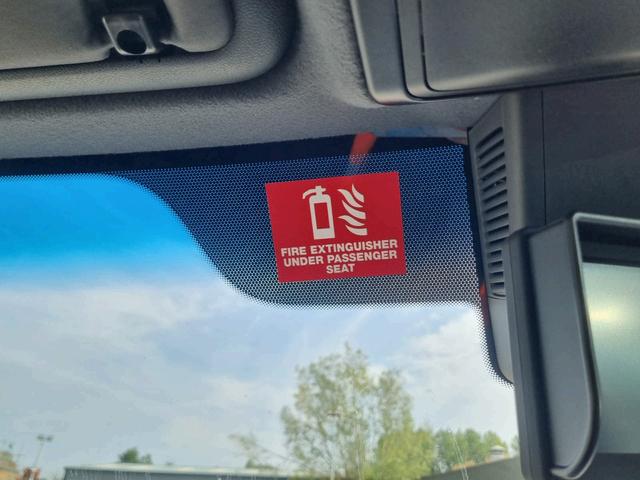 FIRE EXTINGUISHER
UNDER PASSENGER
SEAT